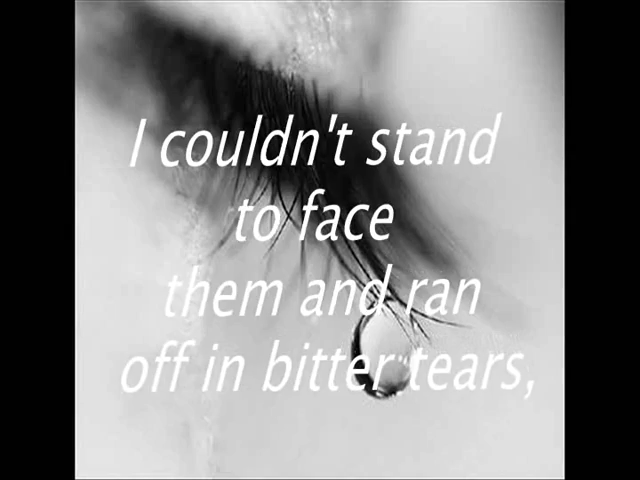 I couldn't stand
to face
them and ran
off in bitter tears,